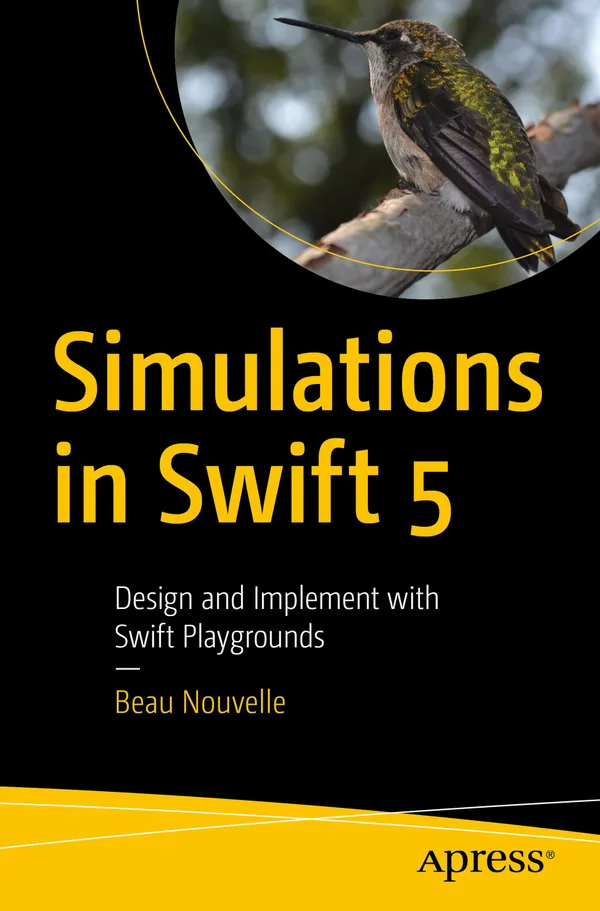 Simulations
in Swift 5
Design and Implement with
Swift Playgrounds
—
Beau Nouvelle
Apress®